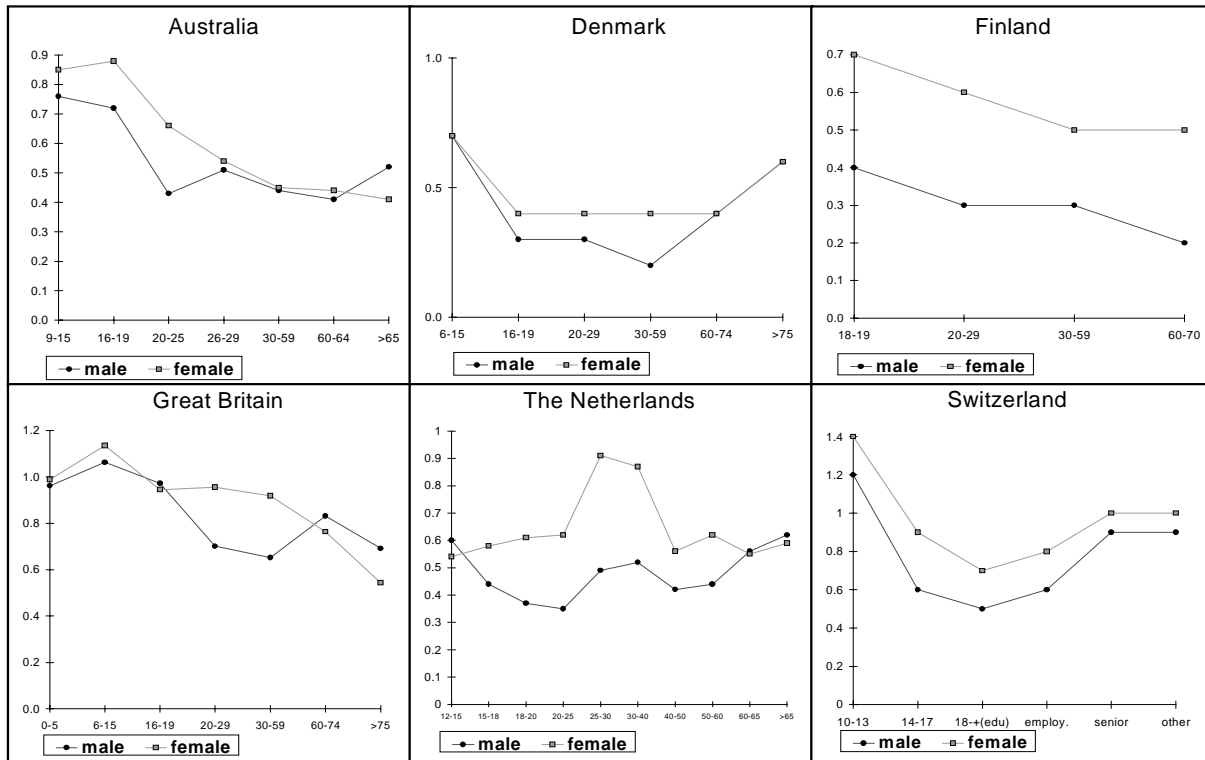 Australia
0.9
0.8
0.7
0.6
0.5
0.4
0.3
0.2
0.1
0.0
9-15 16-19 20-25 26-29 30-59 60-64 >65
male female
Denmark
1.0
0.5
0.0
6-15 16-19 20-29 30-59 60-74 >75
male female
Finland
0.7
0.6
0.5
0.4
0.3
0.2
0.1
0.0
18-19 20-29 30-59 60-70
male female
Great Britain
1.2
1.0
0.8
0.6
0.4
0.2
0.0
0-5 6-15 16-19 20-29 30-59 60-74 >75
male female
The Netherlands
1
0.9
0.8
0.7
0.6
0.5
0.4
0.3
0.2
0.1
0
12-15 15-18 18-20 20-25 25-30 30-40 40-50 50-60 60-65 >65
male female
Switzerland
1.4
1.2
1
0.8
0.6
0.4
0.2
0
10-13 14-17 18-+(edu) employ. senior other
male female